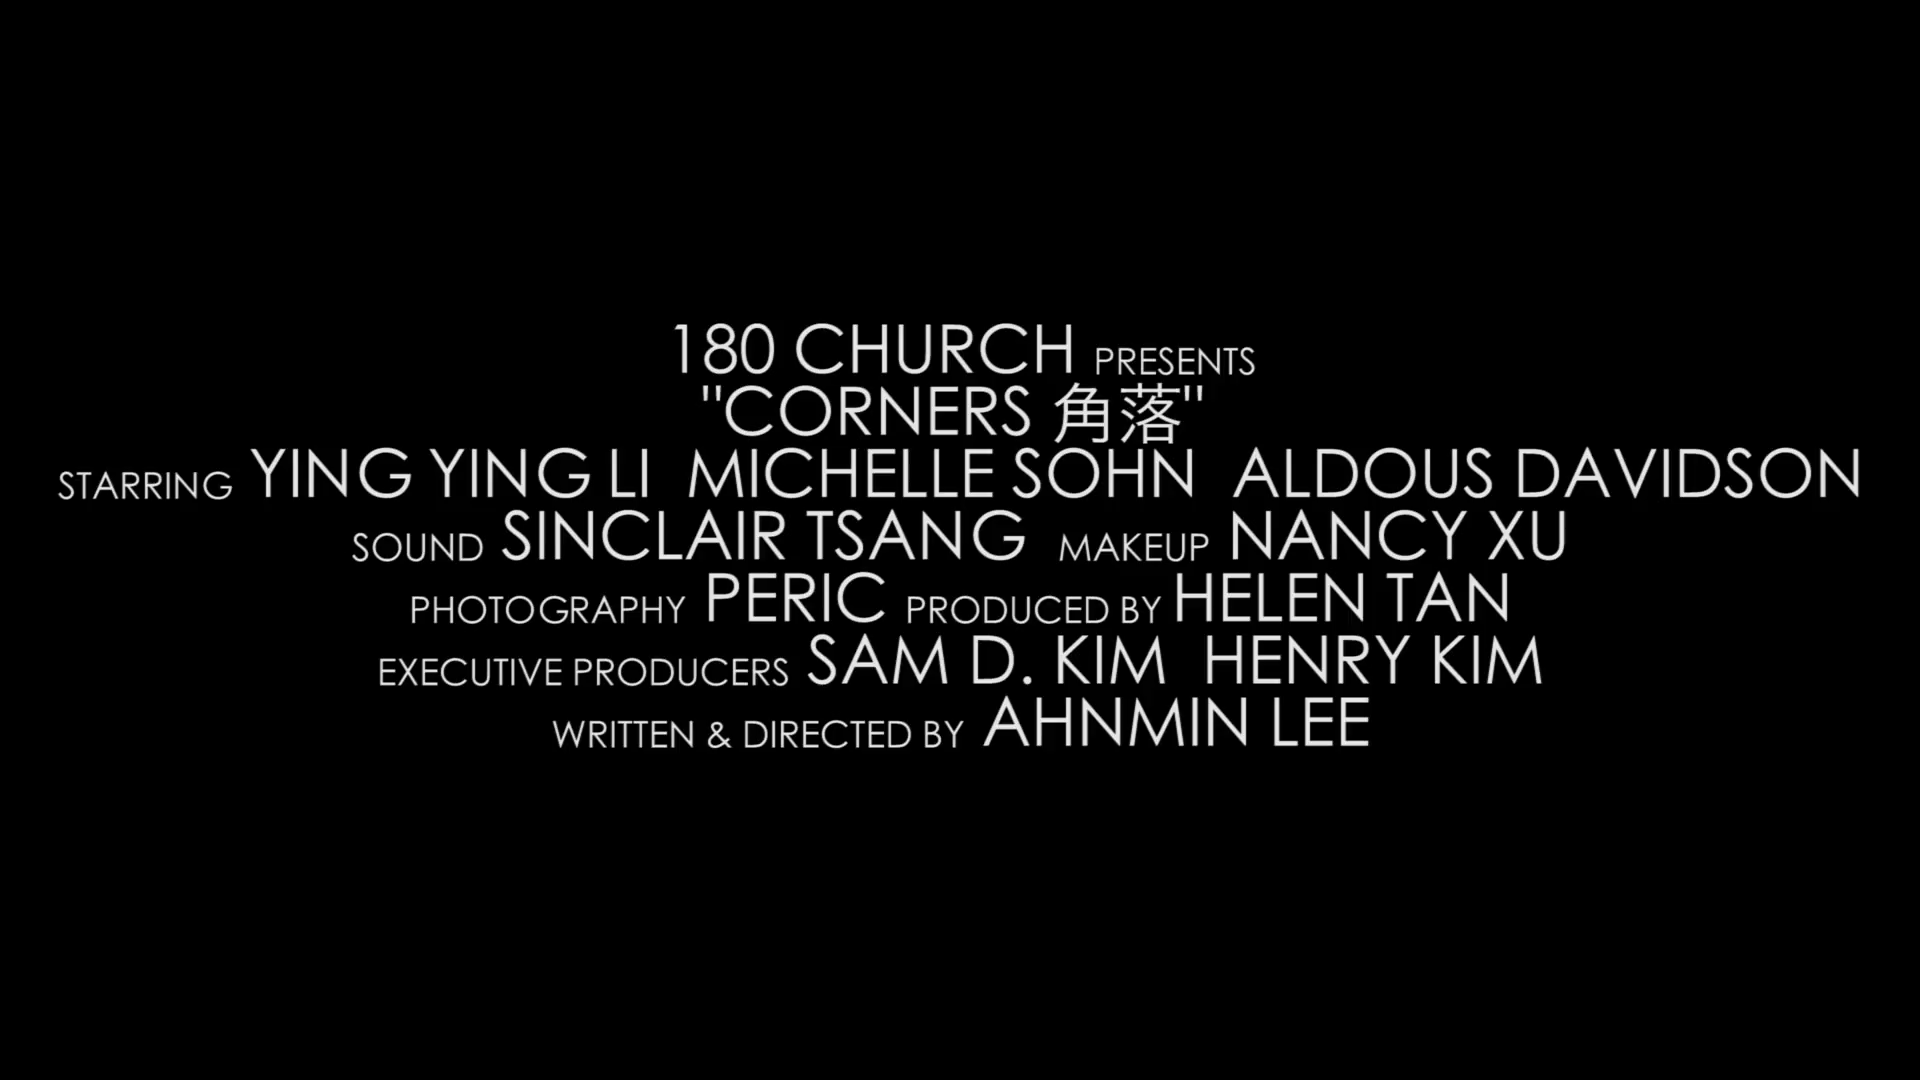 180 CHURCH PRESENTS
"CORNERS 角落"
STARRING YING YING LI MICHELLE SOHN ALDOUS DAVIDSON
SOUND SINCLAIR TSANG MAKEUP NANCY XU
PHOTOGRAPHY PERIC PRODUCED BY HELEN TAN
EXECUTIVE PRODUCERS SAM D. KIM HENRY KIM
WRITTEN & DIRECTED BY AHNMIN LEE